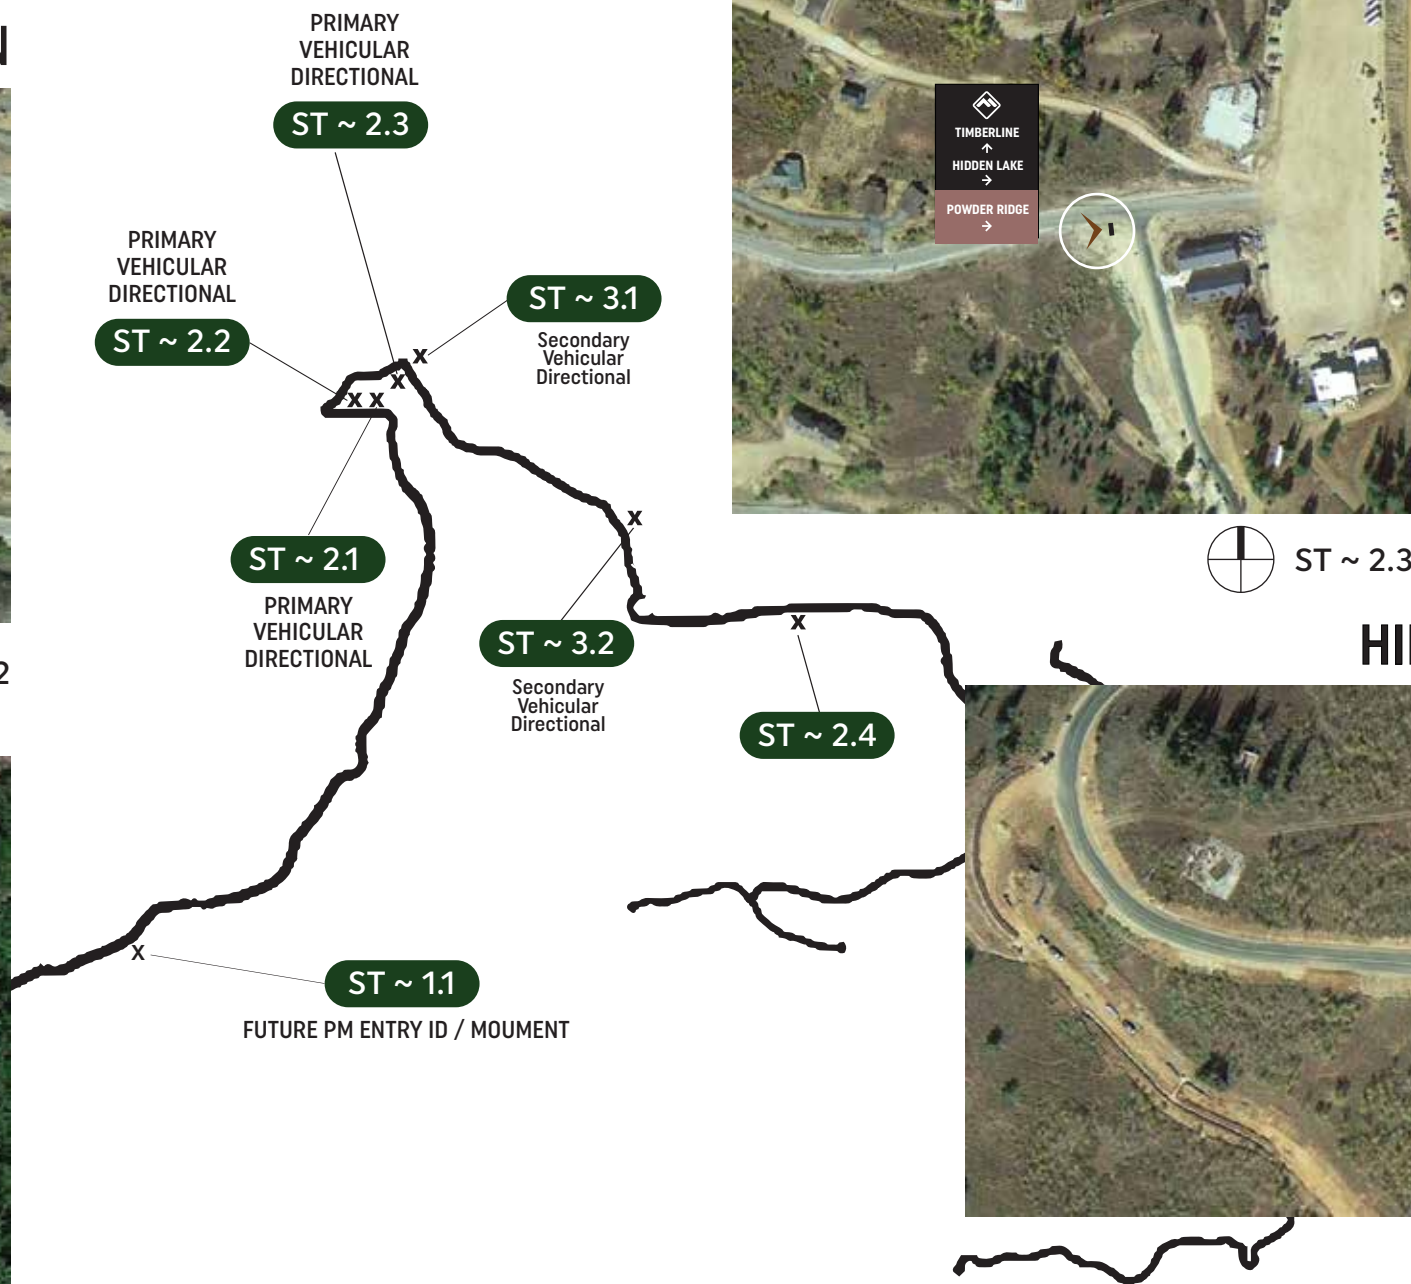 PRIMARY
VEHICULAR
DIRECTIONAL
ST ~ 2.3
PRIMARY
VEHICULAR
DIRECTIONAL
ST ~ 2.2
ST ~ 3.1
Secondary
Vehicular
Directional
X
X
X X
ST ~ 2.1
PRIMARY
VEHICULAR
DIRECTIONAL
X
ST ~ 3.2
Secondary
Vehicular
Directional
X
ST ~ 2.4
X
ST ~ 1.1
FUTURE PM ENTRY ID / MOUMENT
TIMBERLINE
↑
HIDDEN LAKE
→
POWDER RIDGE
→
ST ~ 2.3
2